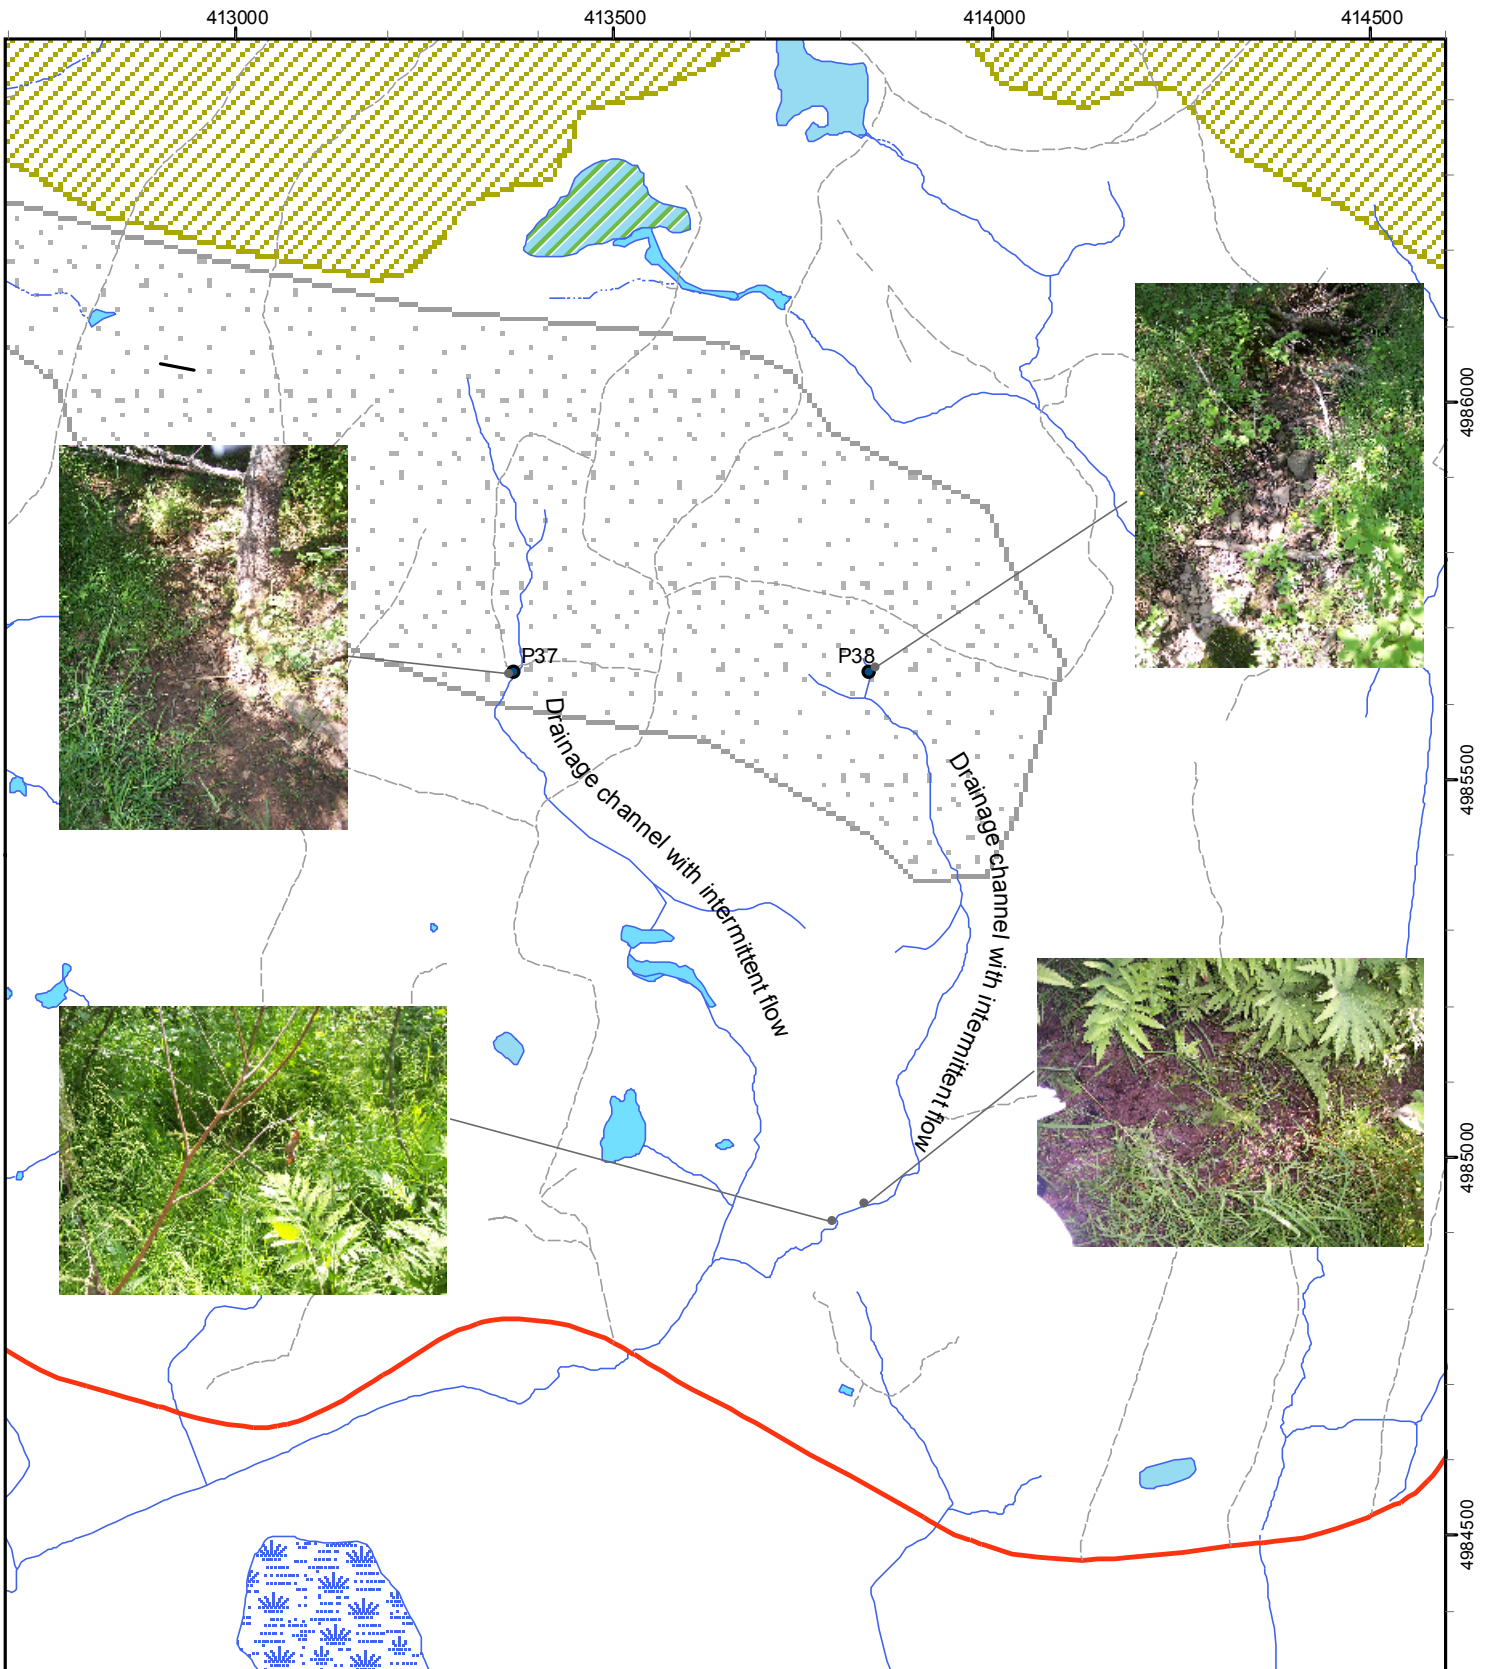 413000
413500
414000
414500
4986000
P37
P38
Drainage channel with intermittent flow
Drainage channel with intermittent flow
4985500
4985000
4984500